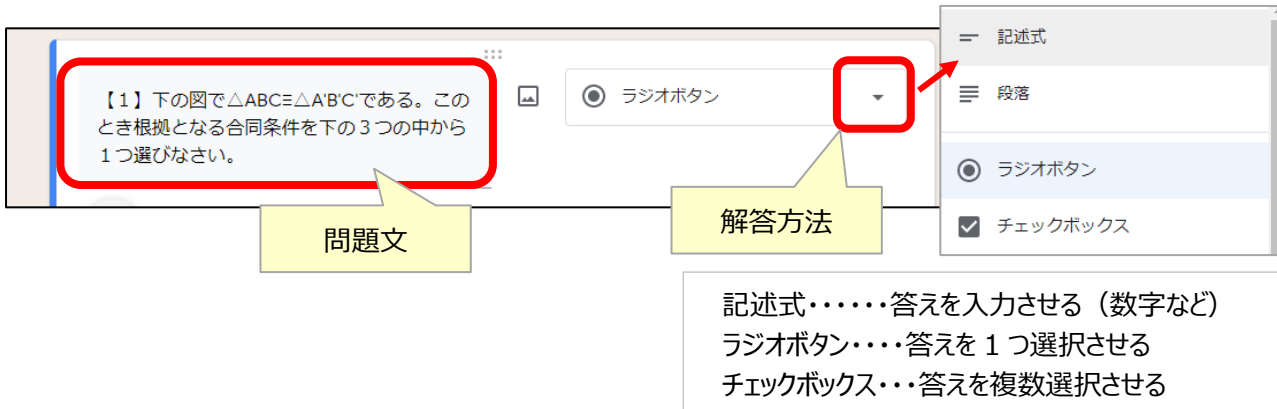 【1】下の図で△ABC≡△A'B'C'である。この
とき根拠となる合同条件を下の３つの中から
１つ選びなさい。
ラジオボタン
記述式
段落
ラジオボタン
チェックボックス
問題文
解答方法
記述式・・・・・・答えを入力させる（数字など）
ラジオボタン・・・・答えを１つ選択させる
チェックボックス・・・答えを複数選択させる